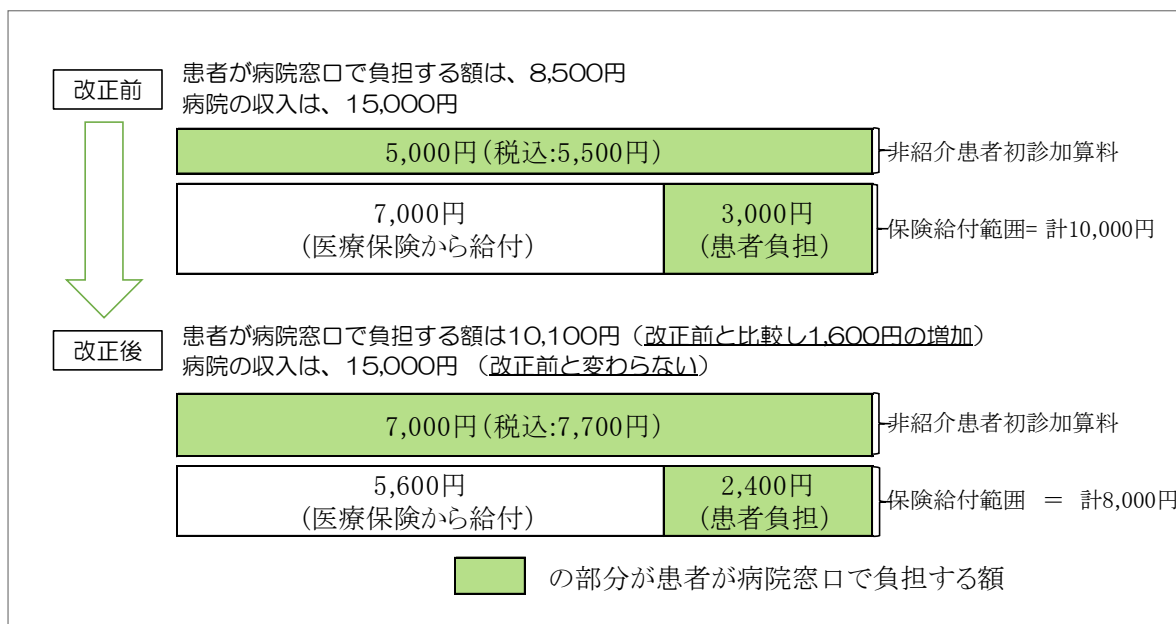 改正前
患者が病院窓口で負担する額は、8,500円
病院の収入は、15,000円
5,000円(税込:5,500円)
非紹介患者初診加算料
7,000円
(医療保険から給付)
3,000円
(患者負担)
保険給付範囲= 計10,000円
改正後
患者が病院窓口で負担する額は10,100円（改正前と比較し1,600円の増加）
病院の収入は、15,000円 （改正前と変わらない）
7,000円(税込:7,700円)
非紹介患者初診加算料
5,600円
(医療保険から給付)
2,400円
(患者負担)
保険給付範囲 ＝ 計8,000円
の部分が患者が病院窓口で負担する額